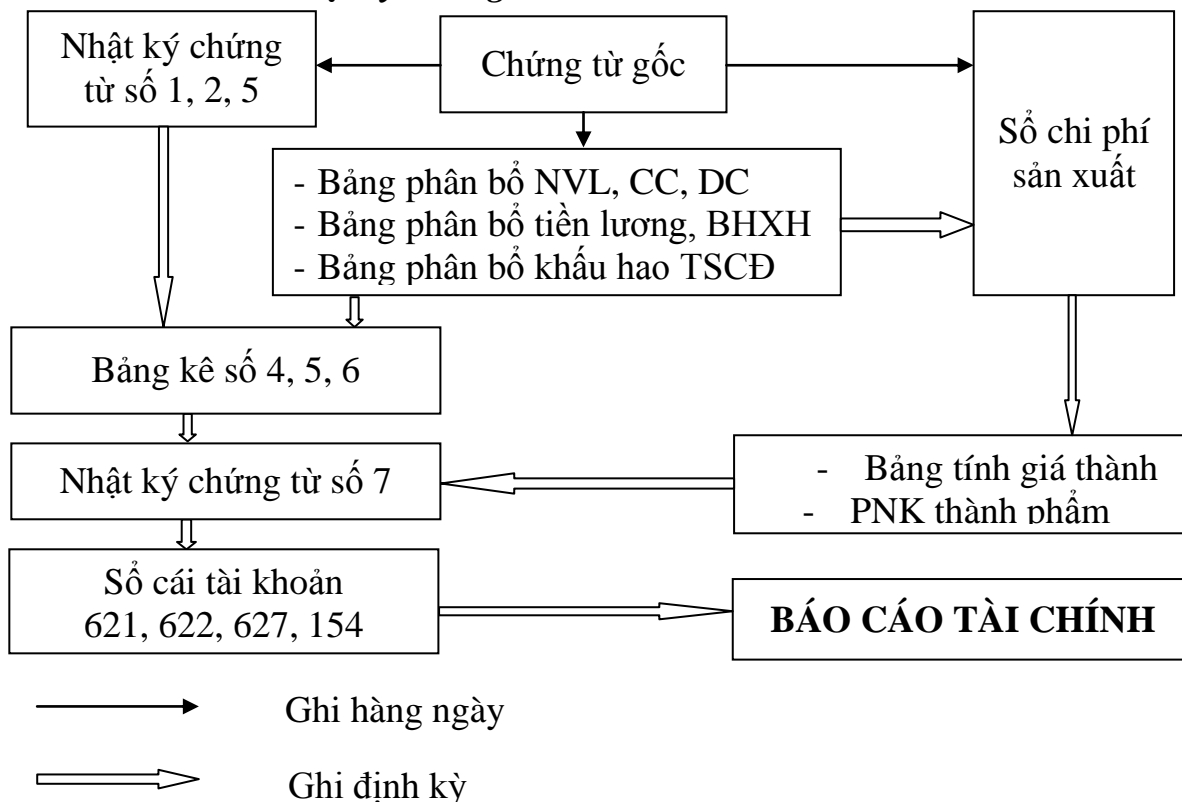 Nhật ký chứng
từ số 1, 2, 5
Chứng từ gốc
Sổ chi phí
sản xuất
- Bảng phân bổ NVL, CC, DC
- Bảng phân bổ tiền lương, BHXH
- Bảng phân bổ khấu hao TSCĐ
Bảng kê số 4, 5, 6
Nhật ký chứng từ số 7
- Bảng tính giá thành
- PNK thành phẩm
Sổ cái tài khoản
621, 622, 627, 154
BÁO CÁO TÀI CHÍNH
Ghi hàng ngày
Ghi định kỳ